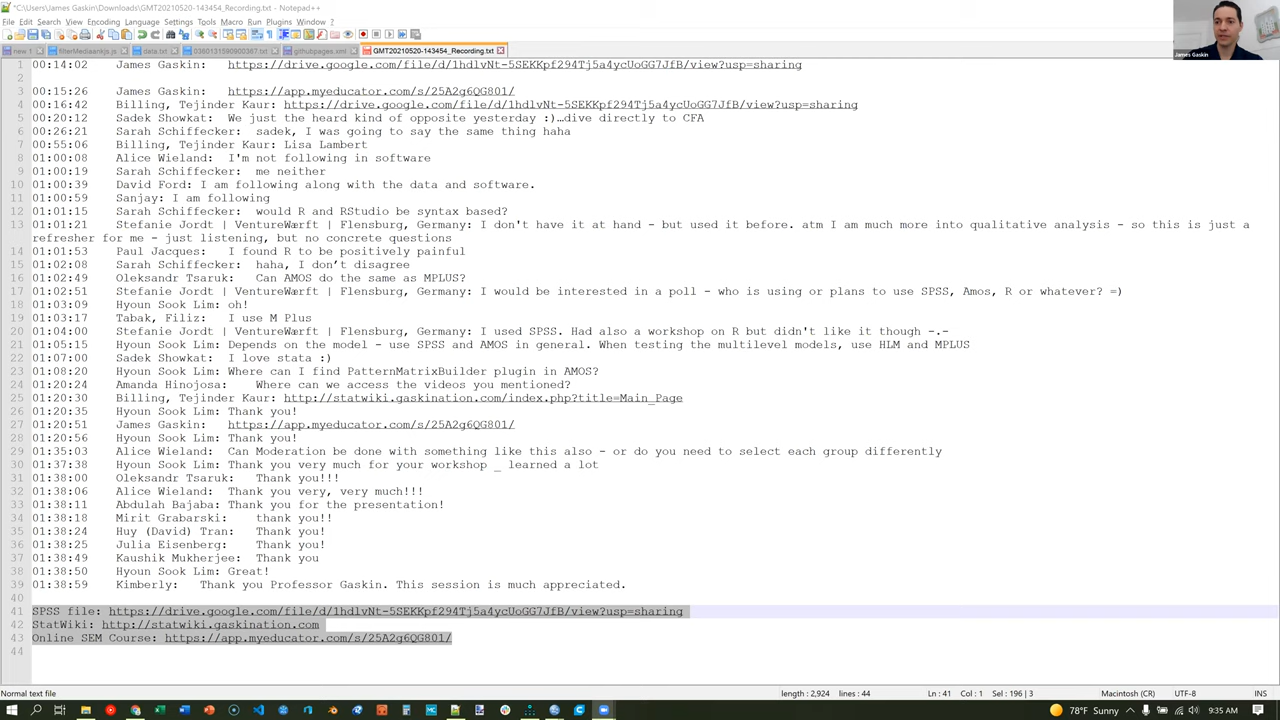 *C:\Users\James Gaskin\Downloads\GMT20210520-143454_Recording.txt - Notepad++
File Edit Search View Encoding Language Settings Tools Macro Run Plugins Window ?
new 1 filterMediaankjs.js data.txt 0360131590900367.txt githubpages.xml GMT20210520-143454_Recording.txt
James Gaskin
1 00:14:02 James Gaskin: https://drive.google.com/file/d/1hdlvNt-5SEKKpf294Tj5a4ycUoGG7JfB/view?usp=sharing
2
3 00:15:26 James Gaskin: https://app.myeducator.com/s/25A2g6QG801/
4 00:16:42 Billing, Tejinder Kaur: https://drive.google.com/file/d/1hdlvNt-5SEKKpf294Tj5a4ycUoGG7JfB/view?usp=sharing
5 00:20:12 Sadek Showkat: We just the heard kind of opposite yesterday :)…dive directly to CFA
6 00:26:21 Sarah Schiffecker: sadek, I was going to say the same thing haha
7 00:55:06 Billing, Tejinder Kaur: Lisa Lambert
8 01:00:08 Alice Wieland: I'm not following in software
9 01:00:19 Sarah Schiffecker: me neither
10 01:00:39 David Ford: I am following along with the data and software.
11 01:00:59 Sanjay: I am following
12 01:01:15 Sarah Schiffecker: would R and RStudio be syntax based?
13 01:01:21 Stefanie Jordt | VentureWærft | Flensburg, Germany: I don't have it at hand - but used it before. atm I am much more into qualitative analysis - so this is just a
refresher for me - just listening, but no concrete questions
14 01:01:53 Paul Jacques: I found R to be positively painful
15 01:02:08 Sarah Schiffecker: haha, I don’t disagree
16 01:02:49 Oleksandr Tsaruk: Can AMOS do the same as MPLUS?
17 01:02:51 Stefanie Jordt | VentureWærft | Flensburg, Germany: I would be interested in a poll - who is using or plans to use SPSS, Amos, R or whatever? =)
18 01:03:09 Hyoun Sook Lim: oh!
19 01:03:17 Tabak, Filiz: I use M Plus
20 01:04:00 Stefanie Jordt | VentureWærft | Flensburg, Germany: I used SPSS. Had also a workshop on R but didn't like it though -.-
21 01:05:15 Hyoun Sook Lim: Depends on the model - use SPSS and AMOS in general. When testing the multilevel models, use HLM and MPLUS
22 01:07:00 Sadek Showkat: I love stata :)
23 01:08:20 Hyoun Sook Lim: Where can I find PatternMatrixBuilder plugin in AMOS?
24 01:20:24 Amanda Hinojosa: Where can we access the videos you mentioned?
25 01:20:30 Billing, Tejinder Kaur: http://statwiki.gaskination.com/index.php?title=Main_Page
26 01:20:35 Hyoun Sook Lim: Thank you!
27 01:20:51 James Gaskin: https://app.myeducator.com/s/25A2g6QG801/
28 01:20:56 Hyoun Sook Lim: Thank you!
29 01:35:03 Alice Wieland: Can Moderation be done with something like this also - or do you need to select each group differently
30 01:37:38 Hyoun Sook Lim: Thank you very much for your workshop _ learned a lot
31 01:38:00 Oleksandr Tsaruk: Thank you!!!
32 01:38:06 Alice Wieland: Thank you very, very much!!!
33 01:38:11 Abdulah Bajaba: Thank you for the presentation!
34 01:38:18 Mirit Grabarski: thank you!!
35 01:38:24 Huy (David) Tran: Thank you!
36 01:38:25 Julia Eisenberg: Thank you!
37 01:38:49 Kaushik Mukherjee: Thank you
38 01:38:50 Hyoun Sook Lim: Great!
39 01:38:59 Kimberly: Thank you Professor Gaskin. This session is much appreciated.
40
41 SPSS file: https://drive.google.com/file/d/1hdlvNt-5SEKKpf294Tj5a4ycUoGG7JfB/view?usp=sharing
42 StatWiki: http://statwiki.gaskination.com
43 Online SEM Course: https://app.myeducator.com/s/25A2g6QG801/
44
Normal text file length : 2,924 lines : 44 Ln : 41 Col : 1 Sel : 196 | 3 Macintosh (CR) UTF-8 INS
78°F Sunny 9:35 AM